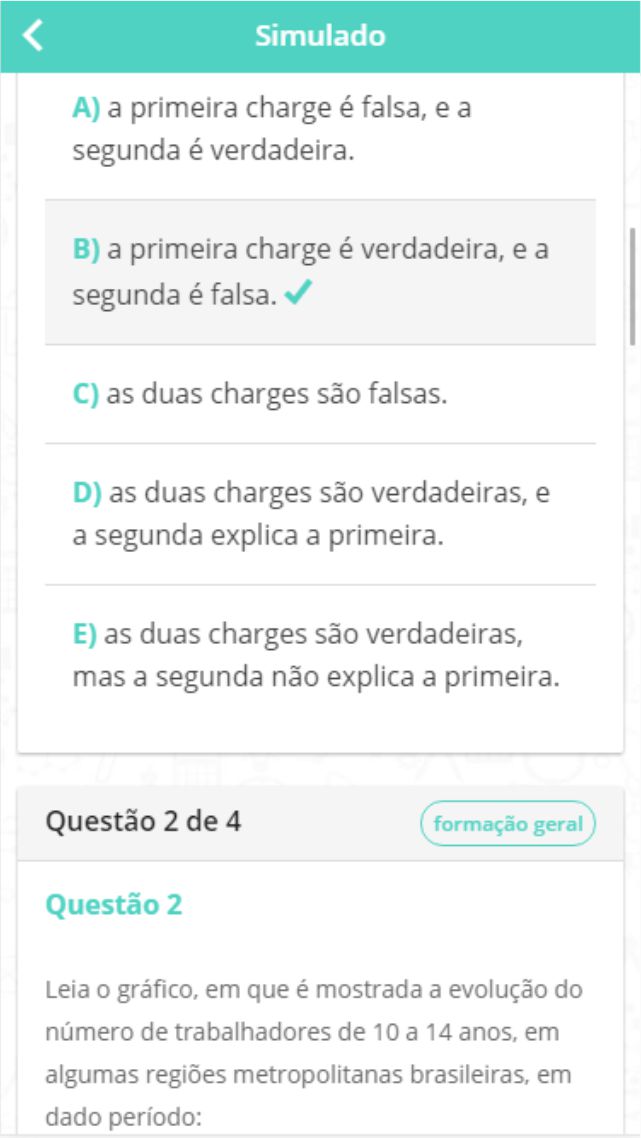 Simulado
A) a primeira charge é falsa, e a
segunda é verdadeira.
B) a primeira charge é verdadeira, e a
segunda é falsa.
C) as duas charges são falsas.
D) as duas charges são verdadeiras, e
a segunda explica a primeira.
E) as duas charges são verdadeiras,
mas a segunda não explica a primeira.
Questão 2 de 4
formação geral
Questão 2
Leia o gráfico, em que é mostrada a evolução do
número de trabalhadores de 10 a 14 anos, em
algumas regiões metropolitanas brasileiras, em
dado período: